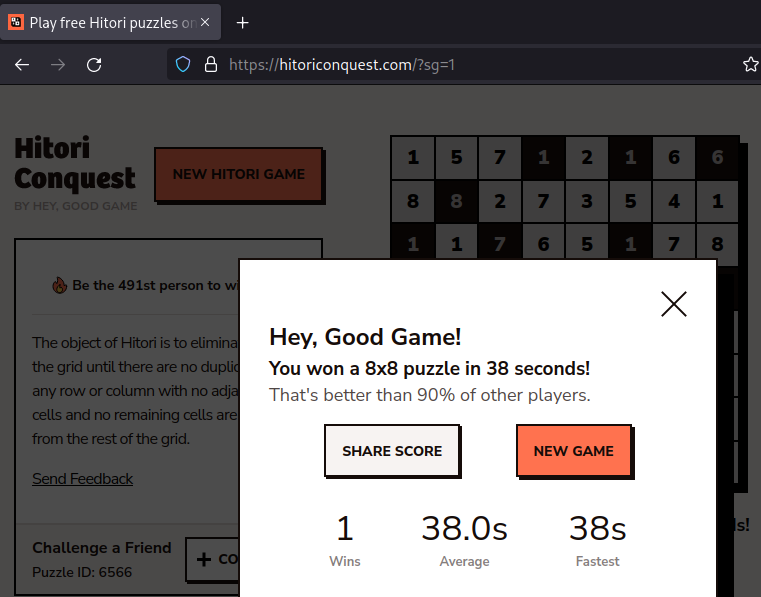 Play free Hitori puzzles on
https://hitoriconquest.com/?sg=1
Hitori
Conquest
BY HEY, GOOD GAME
NEW HITORI GAME
Be the 491st person to wi
The object of Hitori is to elimina
the grid until there are no duplic
any row or column with no adja
cells and no remaining cells are
from the rest of the grid.
Send Feedback
Challenge a Friend
Puzzle ID: 6566
+ CO
1 5 7 1 2 1 6 6
8 8 2 7 3 5 4 1
1 1 7 6 5 1 7 8
Hey, Good Game!
You won a 8x8 puzzle in 38 seconds!
That's better than 90% of other players.
SHARE SCORE
NEW GAME
1 38.0s 38s
Wins Average Fastest
ds!